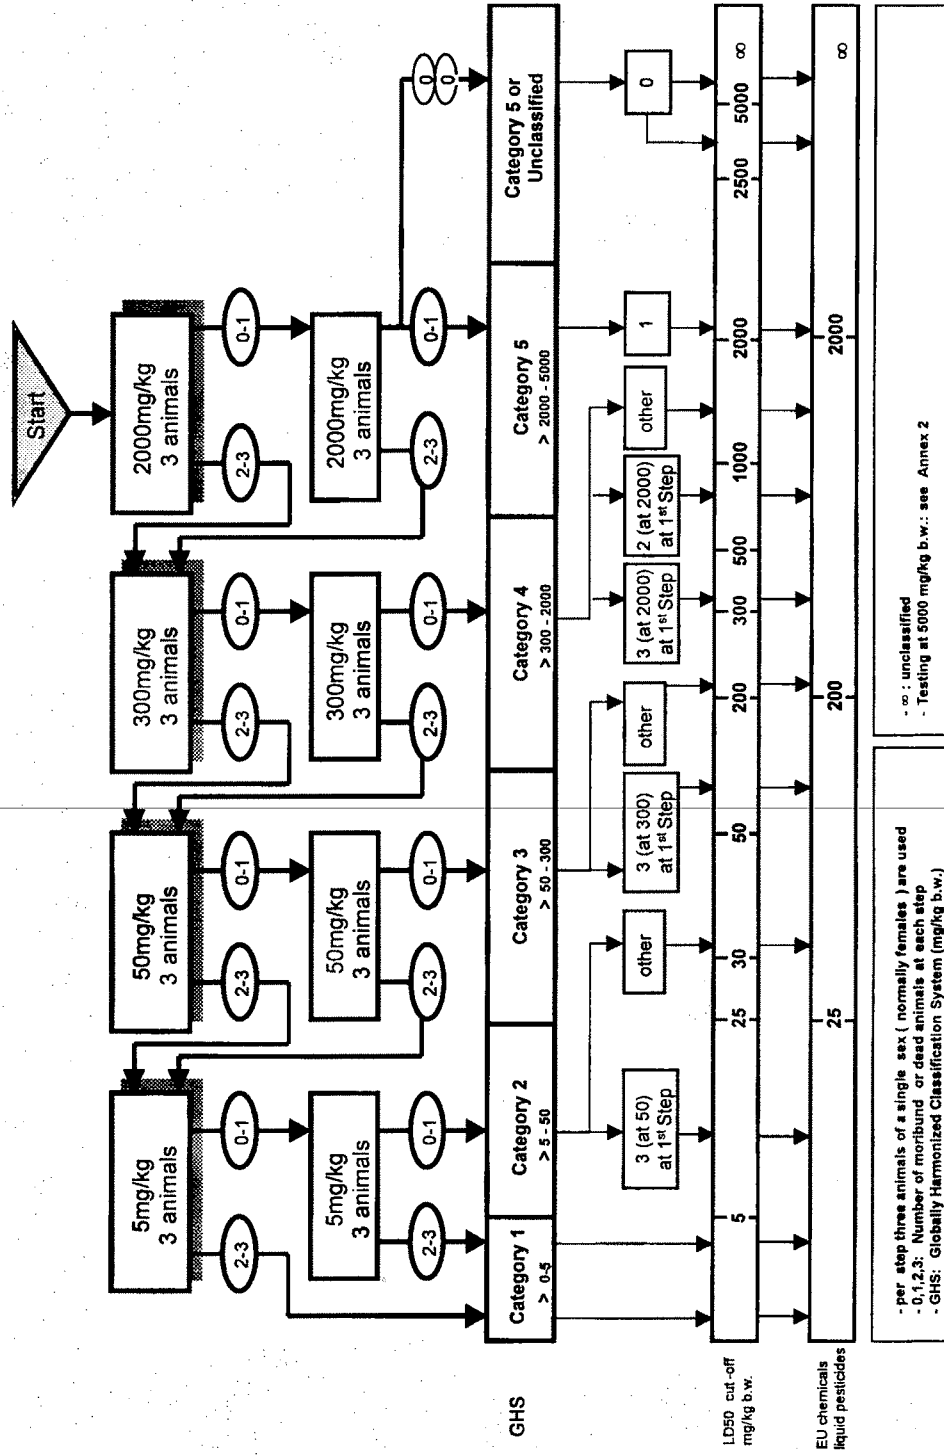 Start
5mg/kg
3 animals
50mg/kg
3 animals
300mg/kg
3 animals
2000mg/kg
3 animals
2-3
0-1
2-3
0-1
2-3
0-1
2-3
0-1
5mg/kg
3 animals
50mg/kg
3 animals
300mg/kg
3 animals
2000mg/kg
3 animals
2-3
0-1
2-3
0-1
2-3
0-1
2-3
0-1
0
0
GHS
Category 1
> 0-5
Category 2
> 5 - 50
Category 3
> 50 - 300
Category 4
> 300 - 2000
Category 5
> 2000 - 5000
Category 5 or
Unclassified
3 (at 50)
at 1st Step
other
3 (at 300)
at 1st Step
other
3 (at 2000)
at 1st Step
2 (at 2000)
at 1st Step
other
1
0
LD50 cut-off
mg/kg b.w.
5 25 30 50 200 300 500 1000 2000 2500 5000 ∞
EU chemicals
liquid pesticides
25 200 2000 ∞
- per step three animals of a single sex ( normally females ) are used
- 0,1,2,3: Number of moribund or dead animals at each step
- GHS: Globally Harmonized Classification System (mg/kg b.w.)
- ∞ : unclassified
- Testing at 5000 mg/kg b.w.: see Annex 2